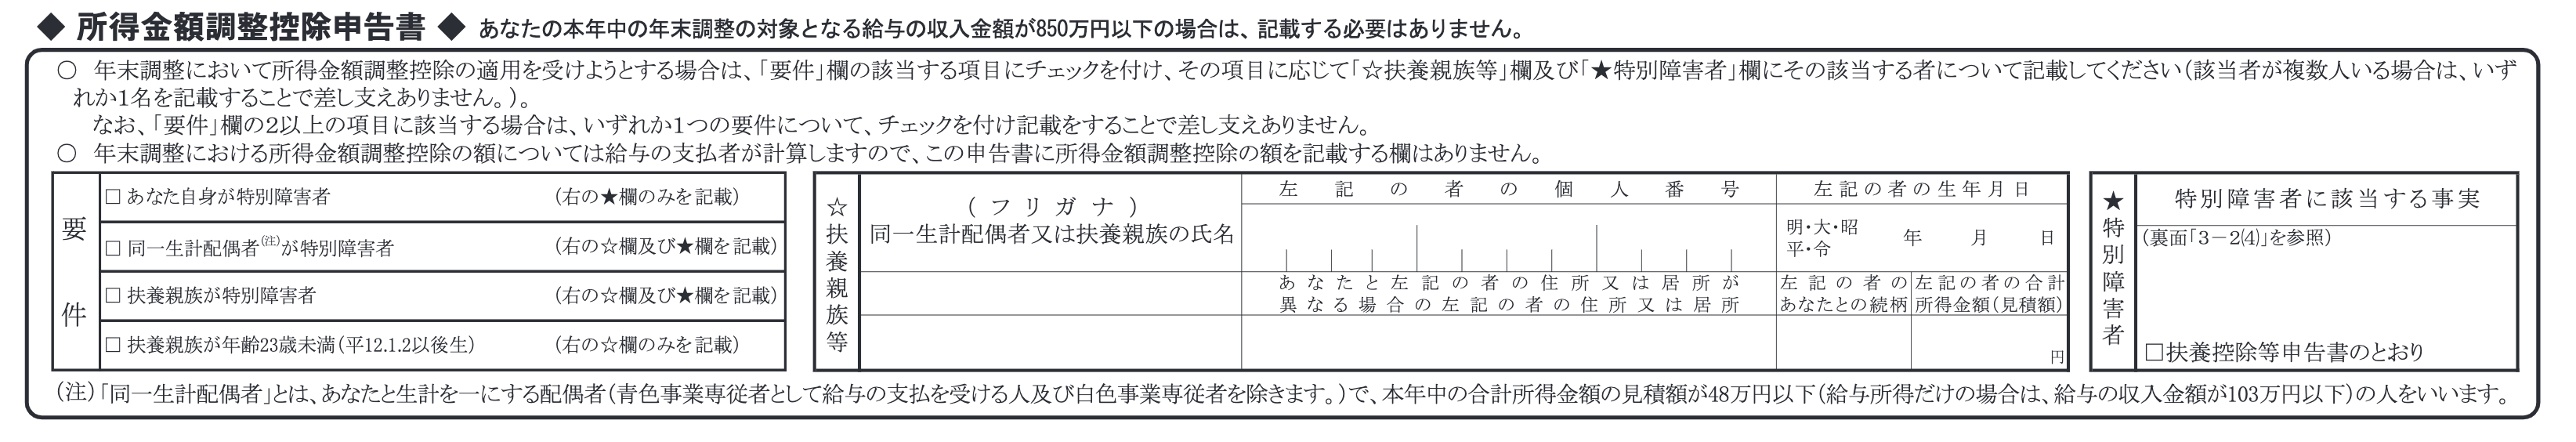 ◆ 所得金額調整控除申告書 ◆ あなたの本年中の年末調整の対象となる給与の収入金額が850万円以下の場合は、記載する必要はありません。
○ 年末調整において所得金額調整控除の適用を受けようとする場合は、「要件」欄の該当する項目にチェックを付け、その項目に応じて「☆扶養親族等」欄及び「★特別障害者」欄にその該当する者について記載してください(該当者が複数人いる場合は、いず
れか1名を記載することで差し支えありません。)。
なお、「要件」欄の2以上の項目に該当する場合は、いずれか1つの要件について、チェックを付け記載をすることで差し支えありません。
○ 年末調整における所得金額調整控除の額については給与の支払者が計算しますので、この申告書に所得金額調整控除の額を記載する欄はありません。
要件
□ あなた自身が特別障害者 (右の★欄のみを記載)
□ 同一生計配偶者(注)が特別障害者 (右の☆欄及び★欄を記載)
□ 扶養親族が特別障害者 (右の☆欄及び★欄を記載)
□ 扶養親族が年齢23歳未満(平12.1.2以後生) (右の☆欄のみを記載)
☆扶養親族等
(フリガナ)
同一生計配偶者又は扶養親族の氏名
左記の者の個人番号
左記の者の生年月日
明・大・昭
平・令
年 月 日
あなたと左記の者の住所又は居所が
異なる場合の左記の者の住所又は居所
左記の者の
あなたとの続柄
左記の者の合計
所得金額(見積額)
円
★特別障害者
特別障害者に該当する事実
(裏面「3-2⑷」を参照)
□扶養控除等申告書のとおり
(注)「同一生計配偶者」とは、あなたと生計を一にする配偶者(青色事業専従者として給与の支払を受ける人及び白色事業専従者を除きます。)で、本年中の合計所得金額の見積額が48万円以下(給与所得だけの場合は、給与の収入金額が103万円以下)の人をいいます。